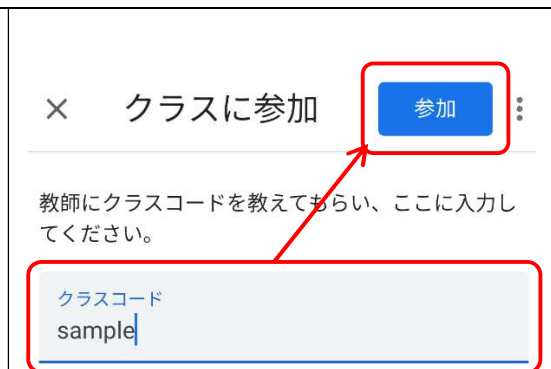 クラスに参加 参加
教師にクラスコードを教えてもらい、ここに入力し
てください。
クラスコード
sample